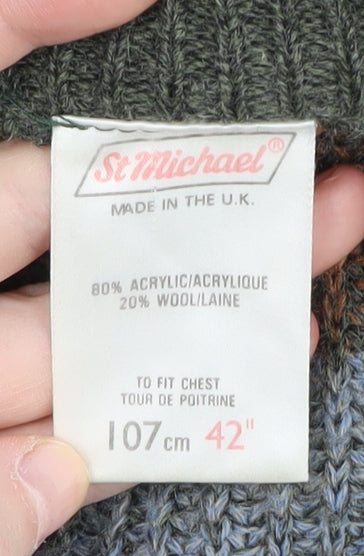 St Michael®
MADE IN THE U.K.
80% ACRYLIC/ACRYLIQUE
20% WOOL/LAINE
TO FIT CHEST
TOUR DE POITRINE
107cm 42"